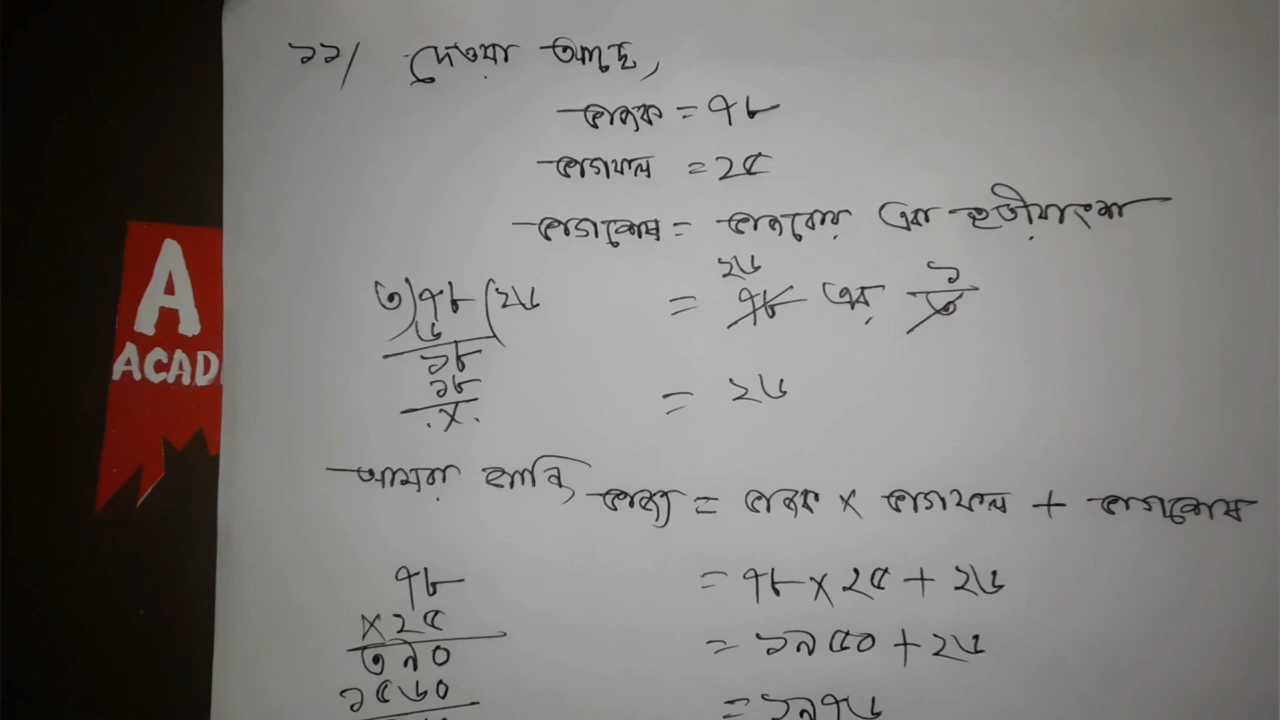 A
ACAD
১১/ দেওয়া আছে,
ভাজক = ৭৮
ভাগফল = ২৫
ভাগশেষ = ভাজকের এক তৃতীয়াংশ
৩)৭৮(২৬
৬
১৮
১৮
.×.
২৬
= ৭৮ এর ১/৩
= ২৬
আমরা জানি,
ভাজ্য = ভাজক × ভাগফল + ভাগশেষ
৭৮
×২৫
৩৯০
১৫৬০
= ৭৮×২৫+২৬
= ১৯৫০+২৬
= ১৯৭৬